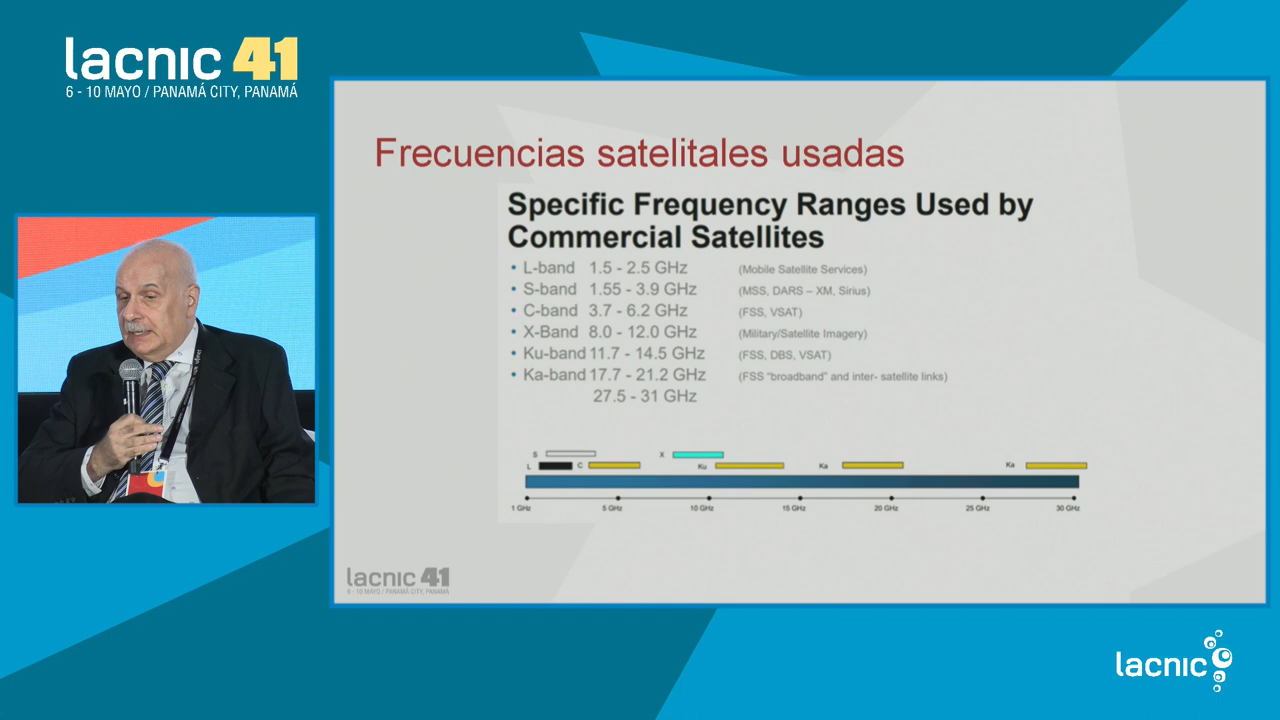 lacnic 41
6 - 10 MAYO / PANAMÁ CITY, PANAMÁ
Frecuencias satelitales usadas
Specific Frequency Ranges Used by
Commercial Satellites
• L-band 1.5 - 2.5 GHz (Mobile Satellite Services)
• S-band 1.55 - 3.9 GHz (MSS, DARS – XM, Sirius)
• C-band 3.7 - 6.2 GHz (FSS, VSAT)
• X-Band 8.0 - 12.0 GHz (Military/Satellite Imagery)
• Ku-band 11.7 - 14.5 GHz (FSS, DBS, VSAT)
• Ka-band 17.7 - 21.2 GHz (FSS "broadband" and inter- satellite links)
27.5 - 31 GHz
S X
L C Ku Ka Ka
1 GHz 5 GHz 10 GHz 15 GHz 20 GHz 25 GHz 30 GHz
lacnic 41
6 - 10 MAYO / PANAMÁ CITY, PANAMÁ
lacnic